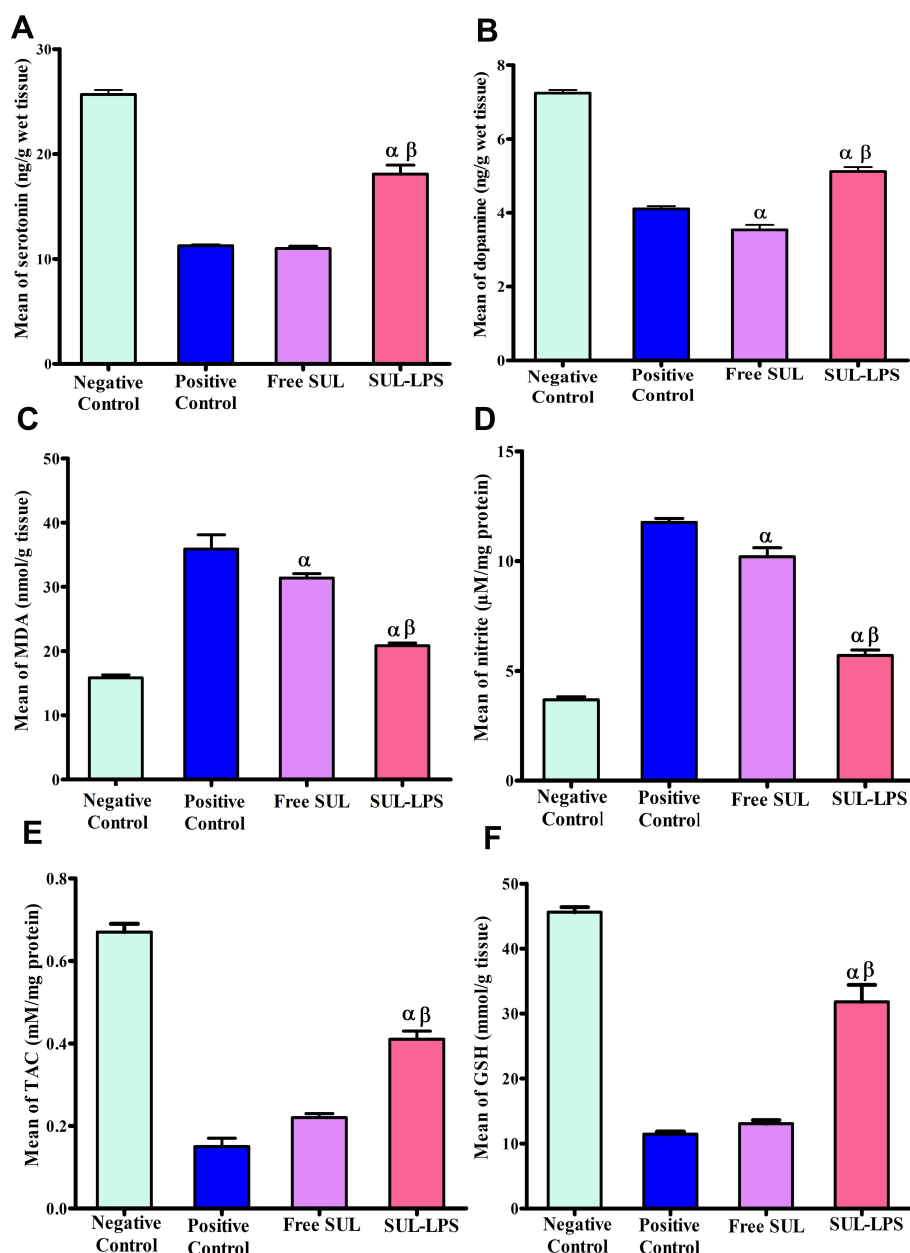 A
Mean of serotonin (ng/g wet tissue)
30
20
10
0
α β
Negative
Control
Positive
Control
Free SUL
SUL-LPS
B
Mean of dopamine (ng/g wet tissue)
8
6
4
2
0
α
α β
Negative
Control
Positive
Control
Free SUL
SUL-LPS
C
Mean of MDA (nmol/g tissue)
50
40
30
20
10
0
α
α β
Negative
Control
Positive
Control
Free SUL
SUL-LPS
D
Mean of nitrite (µM/mg protein)
15
10
5
0
α
α β
Negative
Control
Positive
Control
Free SUL
SUL-LPS
E
Mean of TAC (mM/mg protein)
0.8
0.6
0.4
0.2
0.0
α β
Negative
Control
Positive
Control
Free SUL
SUL-LPS
F
Mean of GSH (mmol/g tissue)
50
40
30
20
10
0
α β
Negative
Control
Positive
Control
Free SUL
SUL-LPS